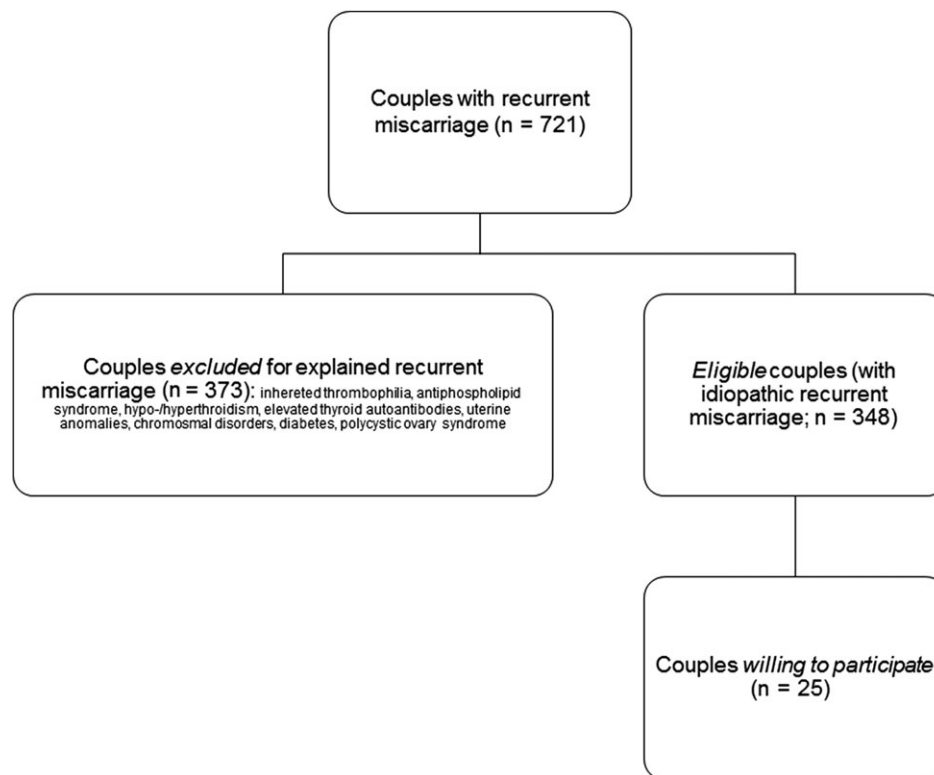 Couples with recurrent
miscarriage (n = 721)
Couples excluded for explained recurrent
miscarriage (n = 373): inhereted thrombophilia, antiphospholipid
syndrome, hypo-/hyperthroidism, elevated thyroid autoantibodies, uterine
anomalies, chromosmal disorders, diabetes, polycystic ovary syndrome
Eligible couples (with
idiopathic recurrent
miscarriage; n = 348)
Couples willing to participate
(n = 25)